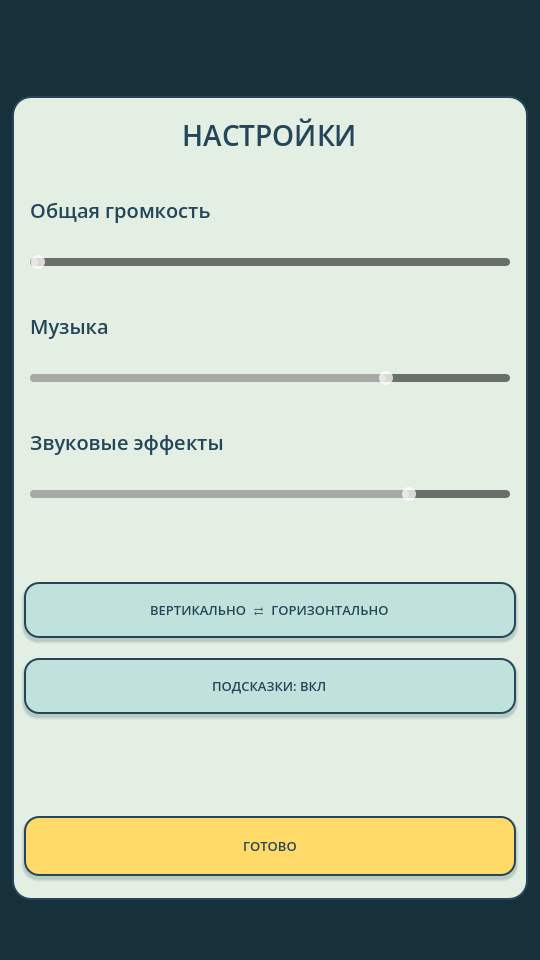 НАСТРОЙКИ
Общая громкость
Музыка
Звуковые эффекты
ВЕРТИКАЛЬНО ⇄ ГОРИЗОНТАЛЬНО
ПОДСКАЗКИ: ВКЛ
ГОТОВО